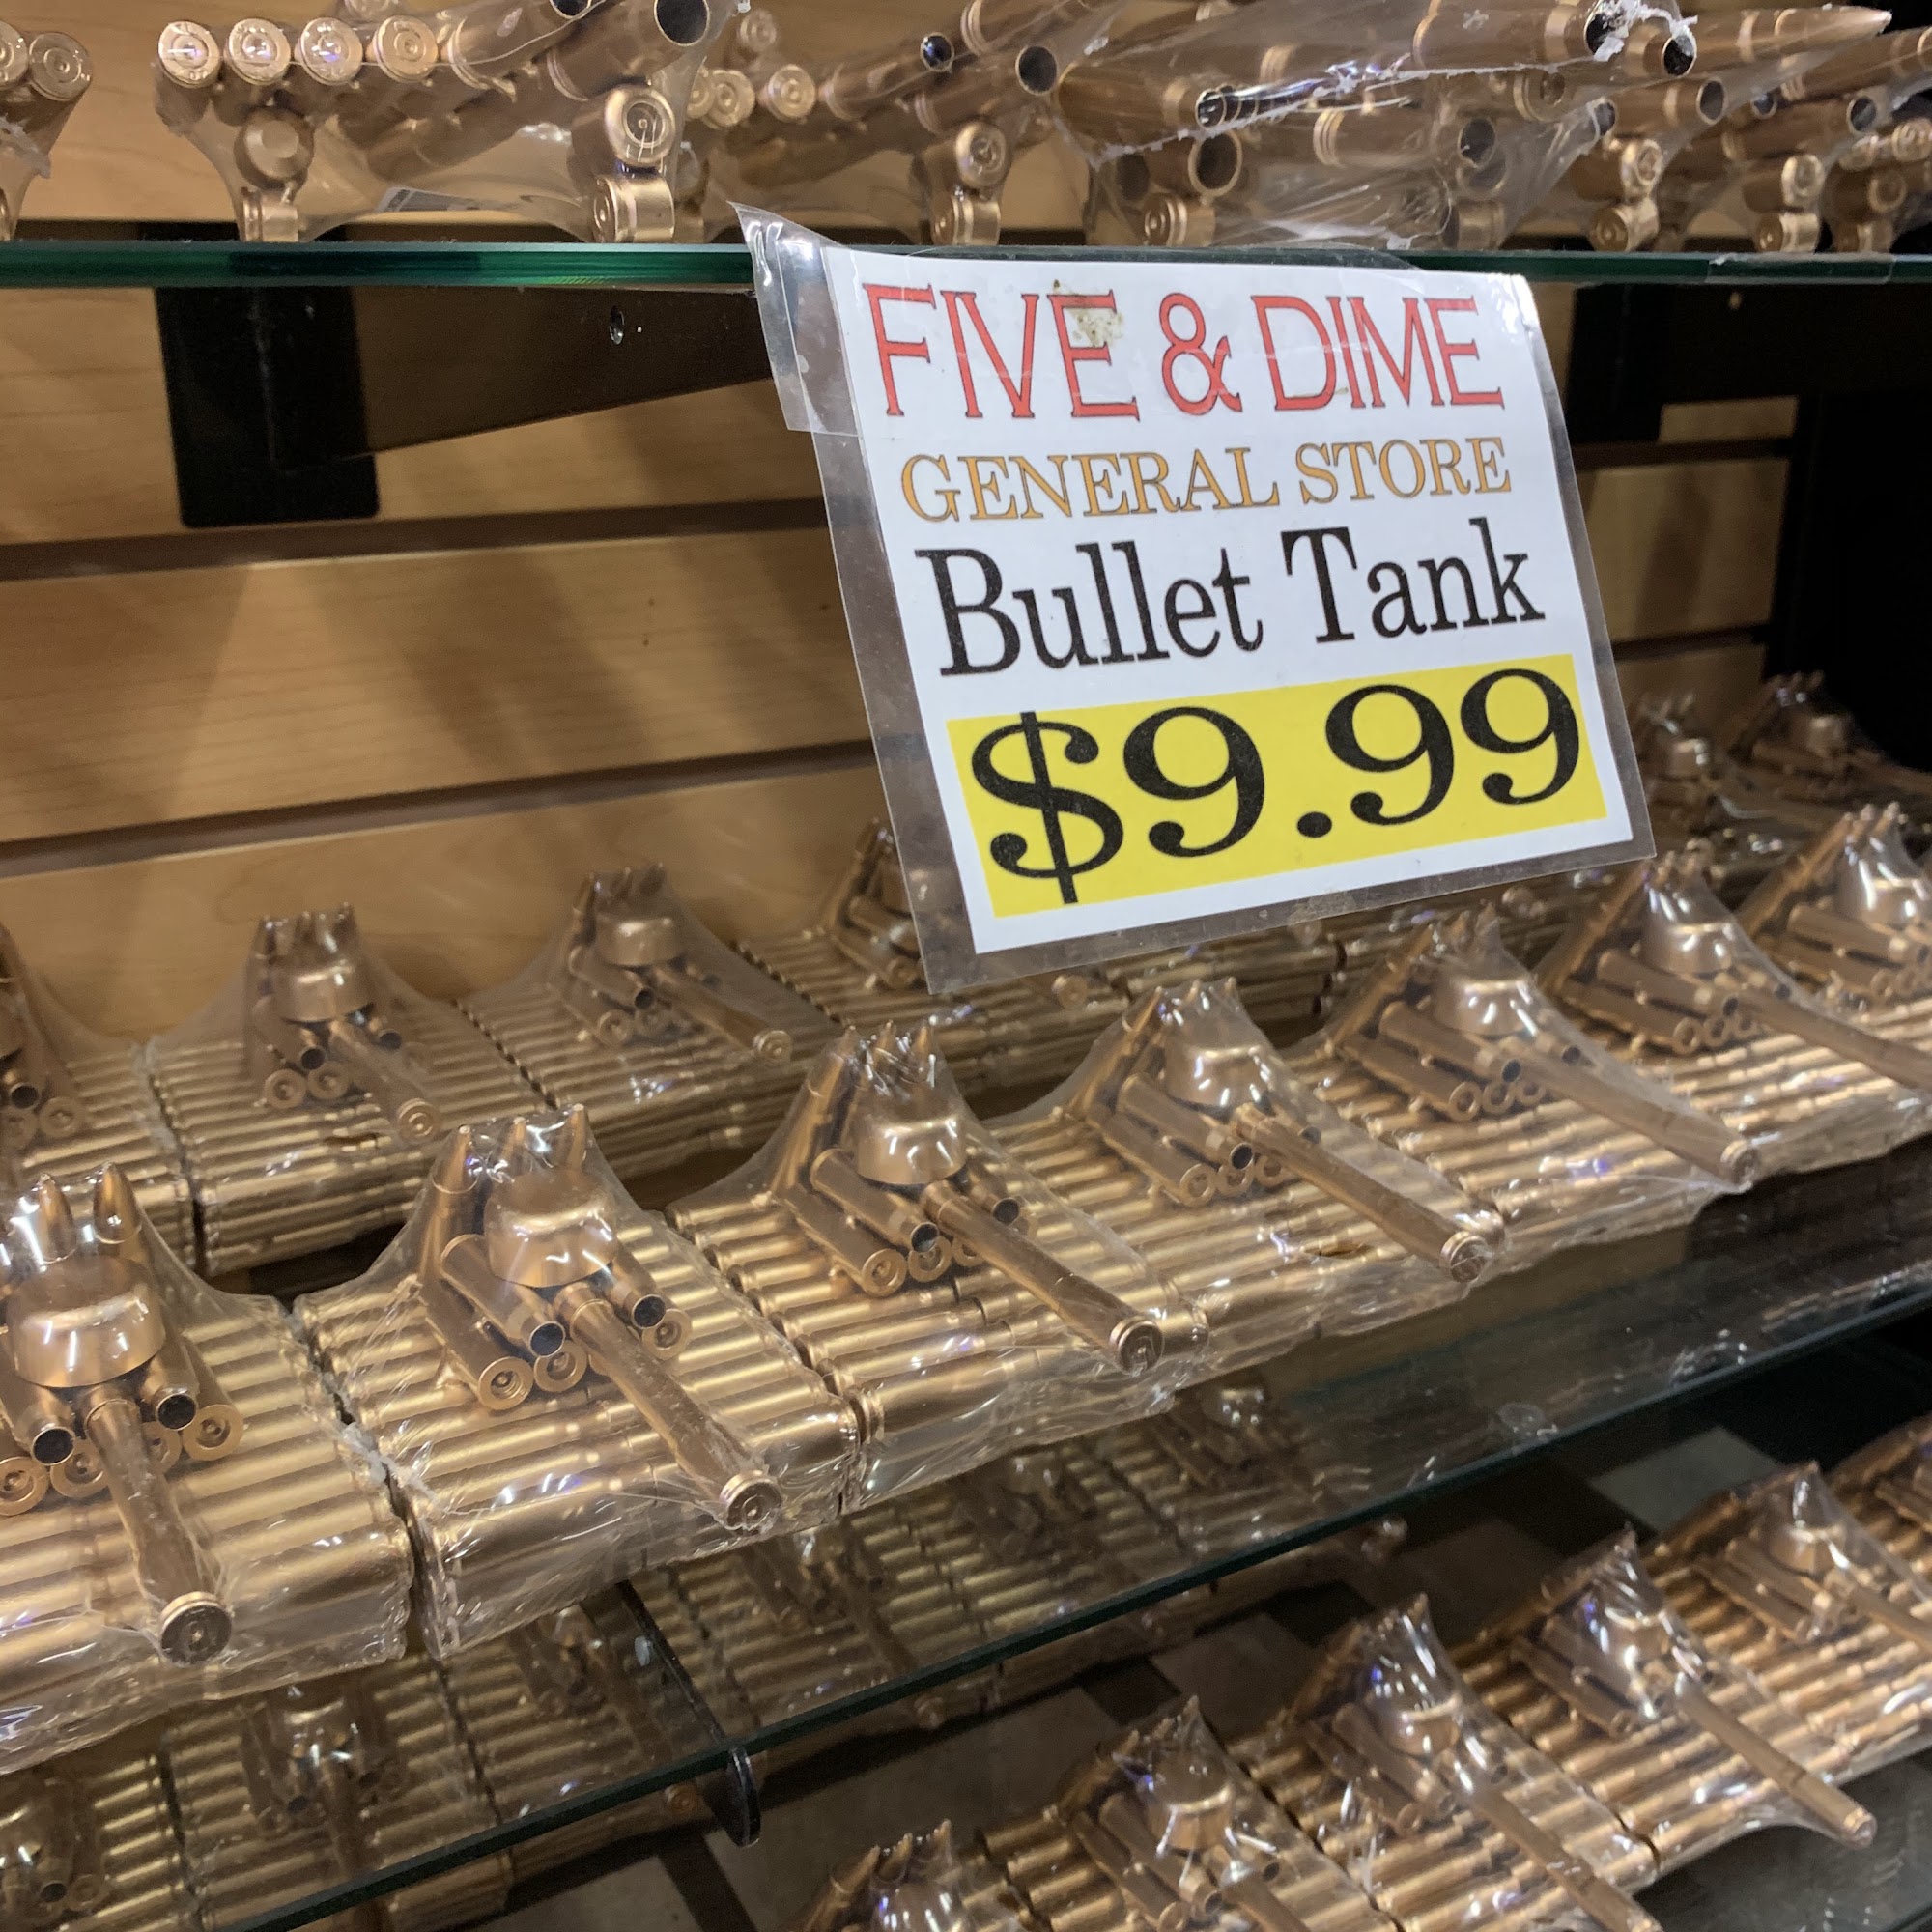 FIVE & DIME
GENERAL STORE
Bullet Tank
$9.99